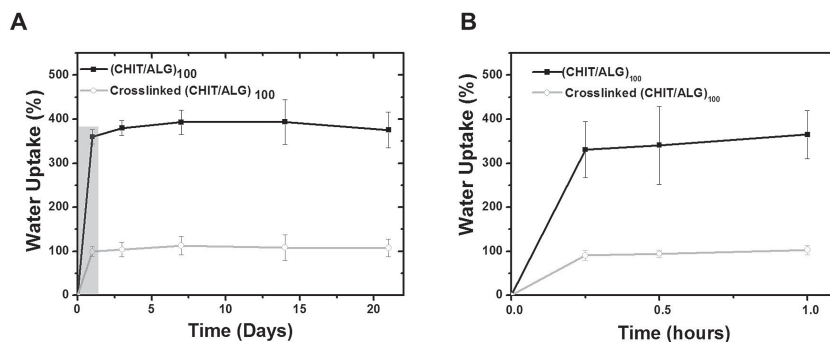 A
(CHIT/ALG)100
Crosslinked (CHIT/ALG) 100
Water Uptake (%)
500
400
300
200
100
0
0 5 10 15 20
Time (Days)
B
(CHIT/ALG)100
Crosslinked (CHIT/ALG)100
Water Uptake (%)
500
400
300
200
100
0
0.0 0.5 1.0
Time (hours)